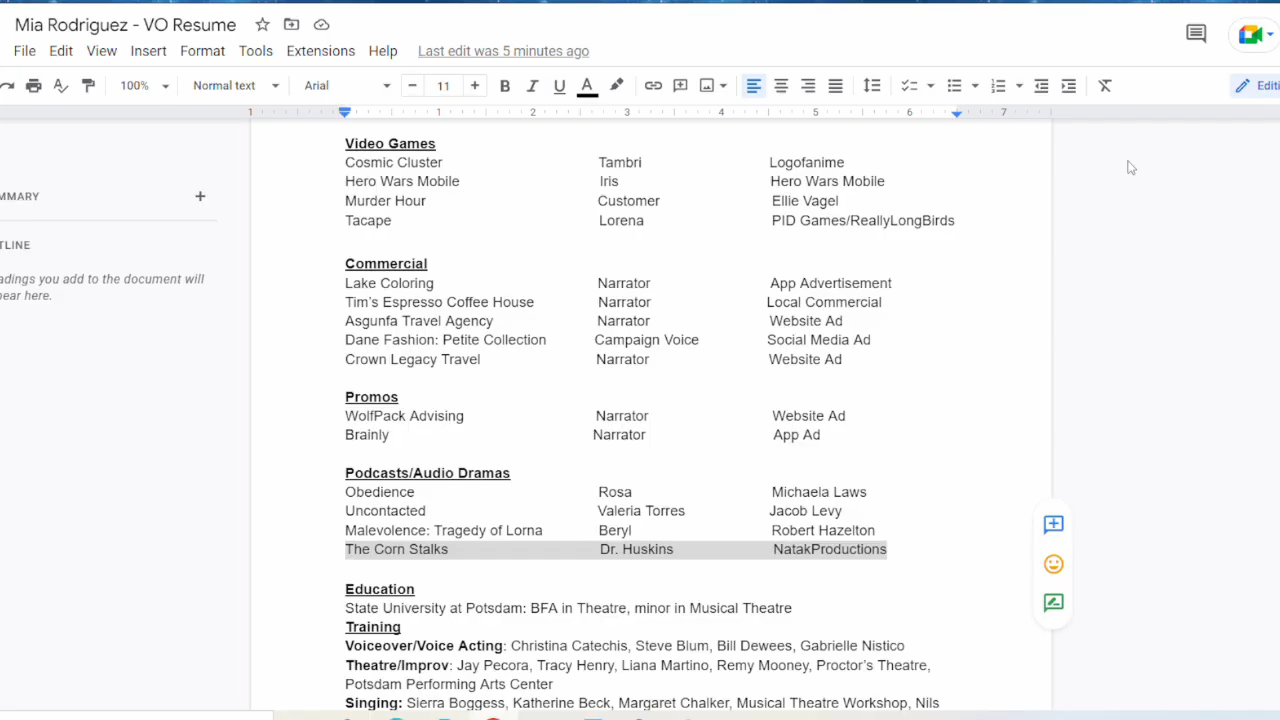 Mia Rodriguez - VO Resume
File Edit View Insert Format Tools Extensions Help Last edit was 5 minutes ago
100% Normal text Arial - 11 + B I U A Editi
1 1 2 3 4 5 6 7
MMARY +
TLINE
adings you add to the document will
pear here.
Video Games
Cosmic Cluster Tambri Logofanime
Hero Wars Mobile Iris Hero Wars Mobile
Murder Hour Customer Ellie Vagel
Tacape Lorena PID Games/ReallyLongBirds
Commercial
Lake Coloring Narrator App Advertisement
Tim's Espresso Coffee House Narrator Local Commercial
Asgunfa Travel Agency Narrator Website Ad
Dane Fashion: Petite Collection Campaign Voice Social Media Ad
Crown Legacy Travel Narrator Website Ad
Promos
WolfPack Advising Narrator Website Ad
Brainly Narrator App Ad
Podcasts/Audio Dramas
Obedience Rosa Michaela Laws
Uncontacted Valeria Torres Jacob Levy
Malevolence: Tragedy of Lorna Beryl Robert Hazelton
The Corn Stalks Dr. Huskins NatakProductions
Education
State University at Potsdam: BFA in Theatre, minor in Musical Theatre
Training
Voiceover/Voice Acting: Christina Catechis, Steve Blum, Bill Dewees, Gabrielle Nistico
Theatre/Improv: Jay Pecora, Tracy Henry, Liana Martino, Remy Mooney, Proctor's Theatre,
Potsdam Performing Arts Center
Singing: Sierra Boggess, Katherine Beck, Margaret Chalker, Musical Theatre Workshop, Nils